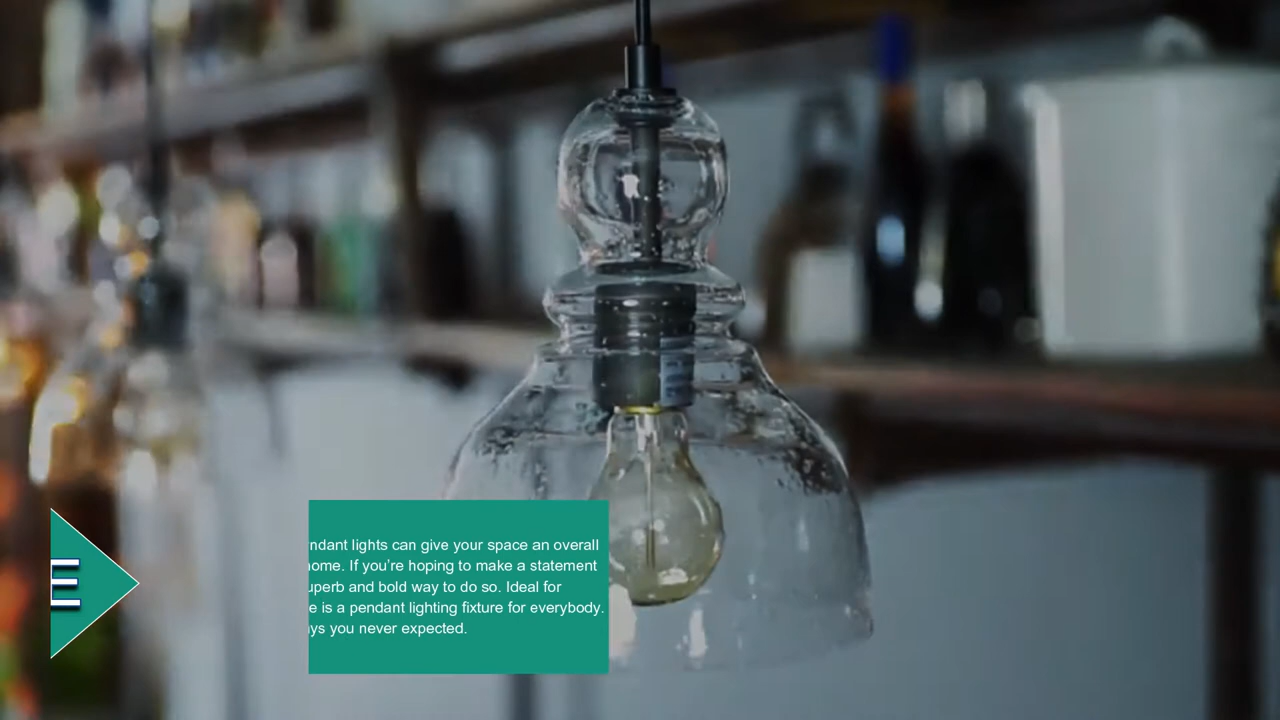 E
ndant lights can give your space an overall
ome. If you’re hoping to make a statement
uperb and bold way to do so. Ideal for
e is a pendant lighting fixture for everybody.
ys you never expected.